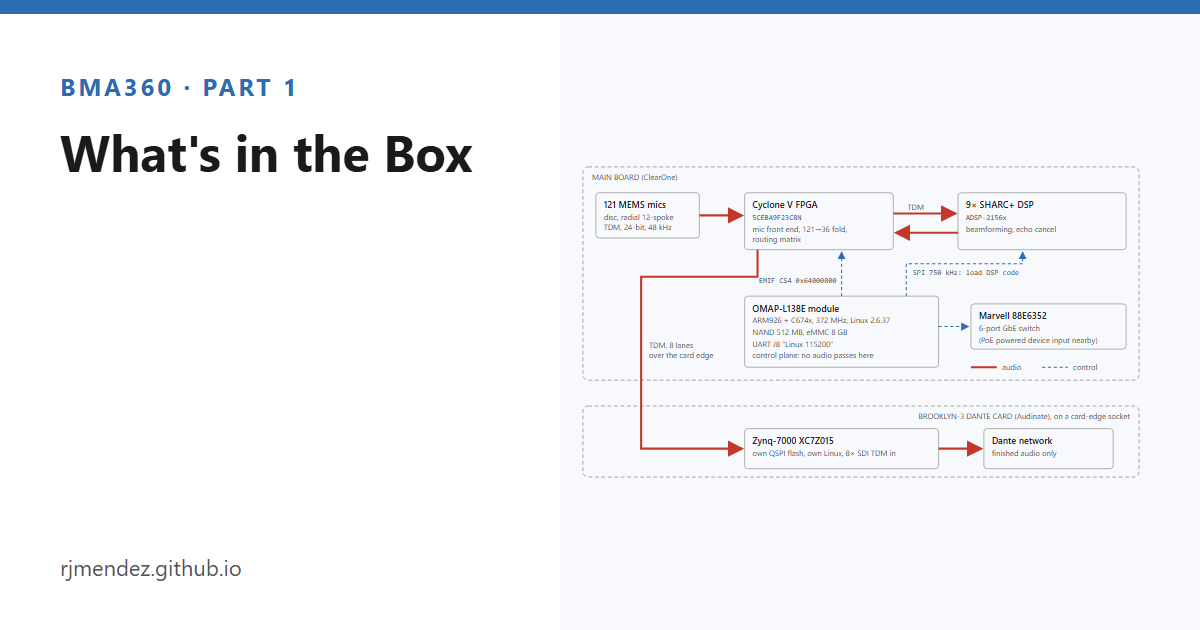 BMA360 · PART 1
What's in the Box
MAIN BOARD (ClearOne)
121 MEMS mics
disc, radial 12-spoke
TDM, 24-bit, 48 kHz
Cyclone V FPGA
5CEBA9F23C8N
mic front end, 121→36 fold,
routing matrix
TDM
9× SHARC+ DSP
ADSP-2156x
beamforming, echo cancel
EMIF CS4 0x64000000
SPI 750 kHz: load DSP code
OMAP-L138E module
ARM926 + C674x, 372 MHz, Linux 2.6.37
NAND 512 MB, eMMC 8 GB
UART J8 "Linux 115200"
control plane: no audio passes here
Marvell 88E6352
6-port GbE switch
(PoE powered device input nearby)
TDM, 8 lanes
over the card edge
audio
control
BROOKLYN-3 DANTE CARD (Audinate), on a card-edge socket
Zynq-7000 XC7Z015
own QSPI flash, own Linux, 8× SDI TDM in
Dante network
finished audio only
rjmendez.github.io